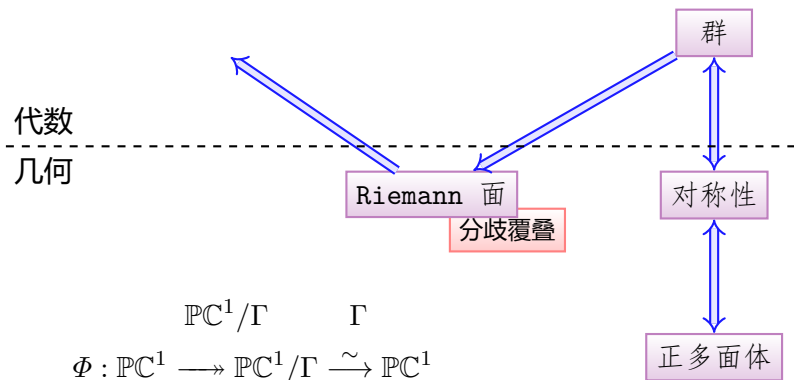 群
代数
几何
Riemann 面
对称性
分歧覆叠
ℙℂ¹/Γ Γ
Φ : ℙℂ¹ ⟶» ℙℂ¹/Γ ⥲ ℙℂ¹
正多面体